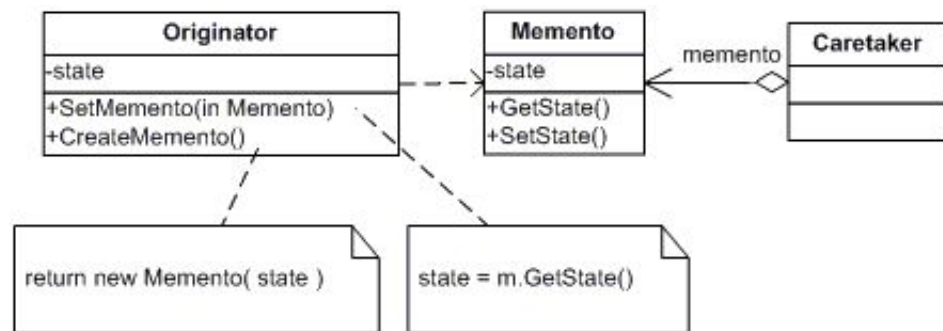 Originator
-state
+SetMemento(in Memento)
+CreateMemento()
Memento
-state
+GetState()
+SetState()
memento
Caretaker
return new Memento( state )
state = m.GetState()